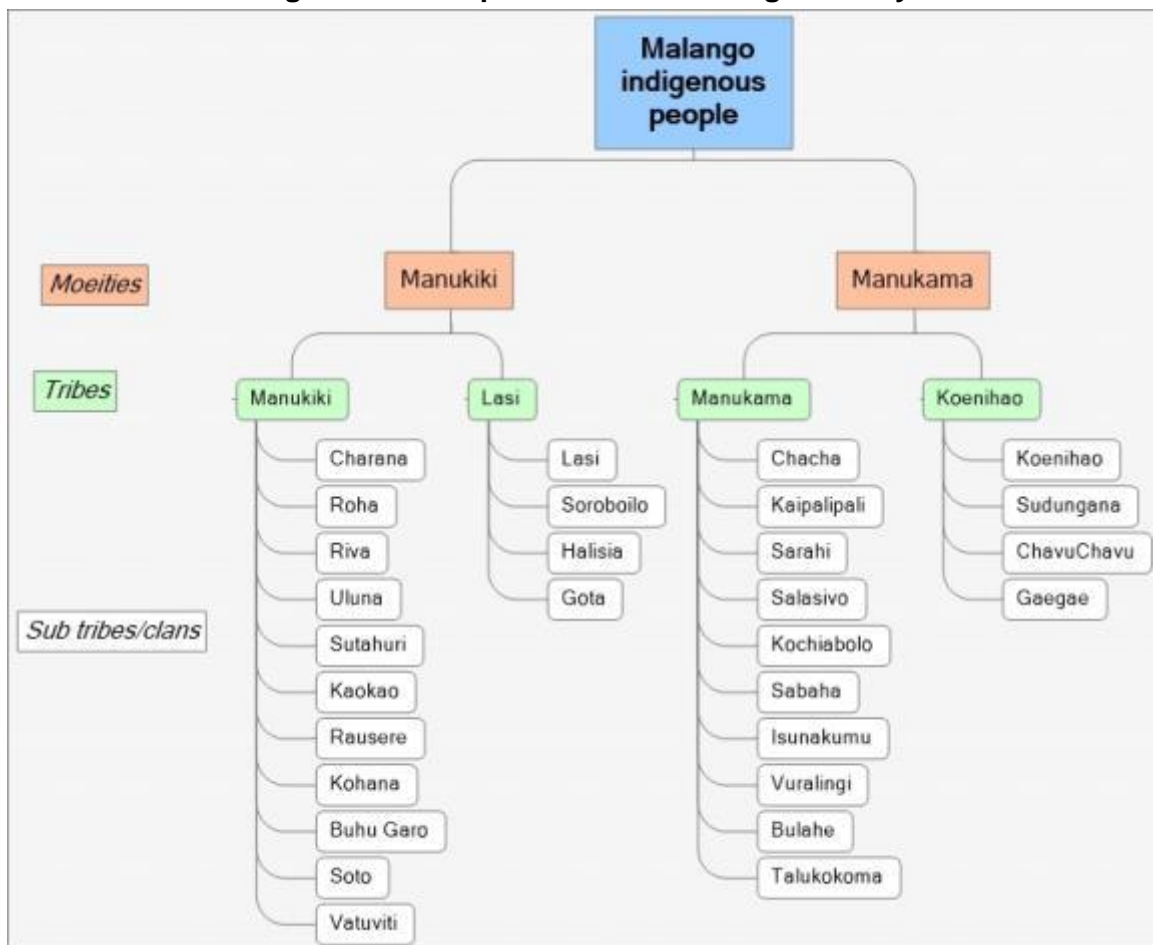 Malango
indigenous
people
Moeities
Manukiki
Manukama
Tribes
Manukiki
Lasi
Manukama
Koenihao
Sub tribes/clans
Charana
Roha
Riva
Uluna
Sutahuri
Kaokao
Rausere
Kohana
Buhu Garo
Soto
Vatuviti
Lasi
Soroboilo
Halisia
Gota
Chacha
Kaipalipali
Sarahi
Salasivo
Kochiabolo
Sabaha
Isunakumu
Vuralingi
Bulahe
Talukokoma
Koenihao
Sudungana
ChavuChavu
Gaegae